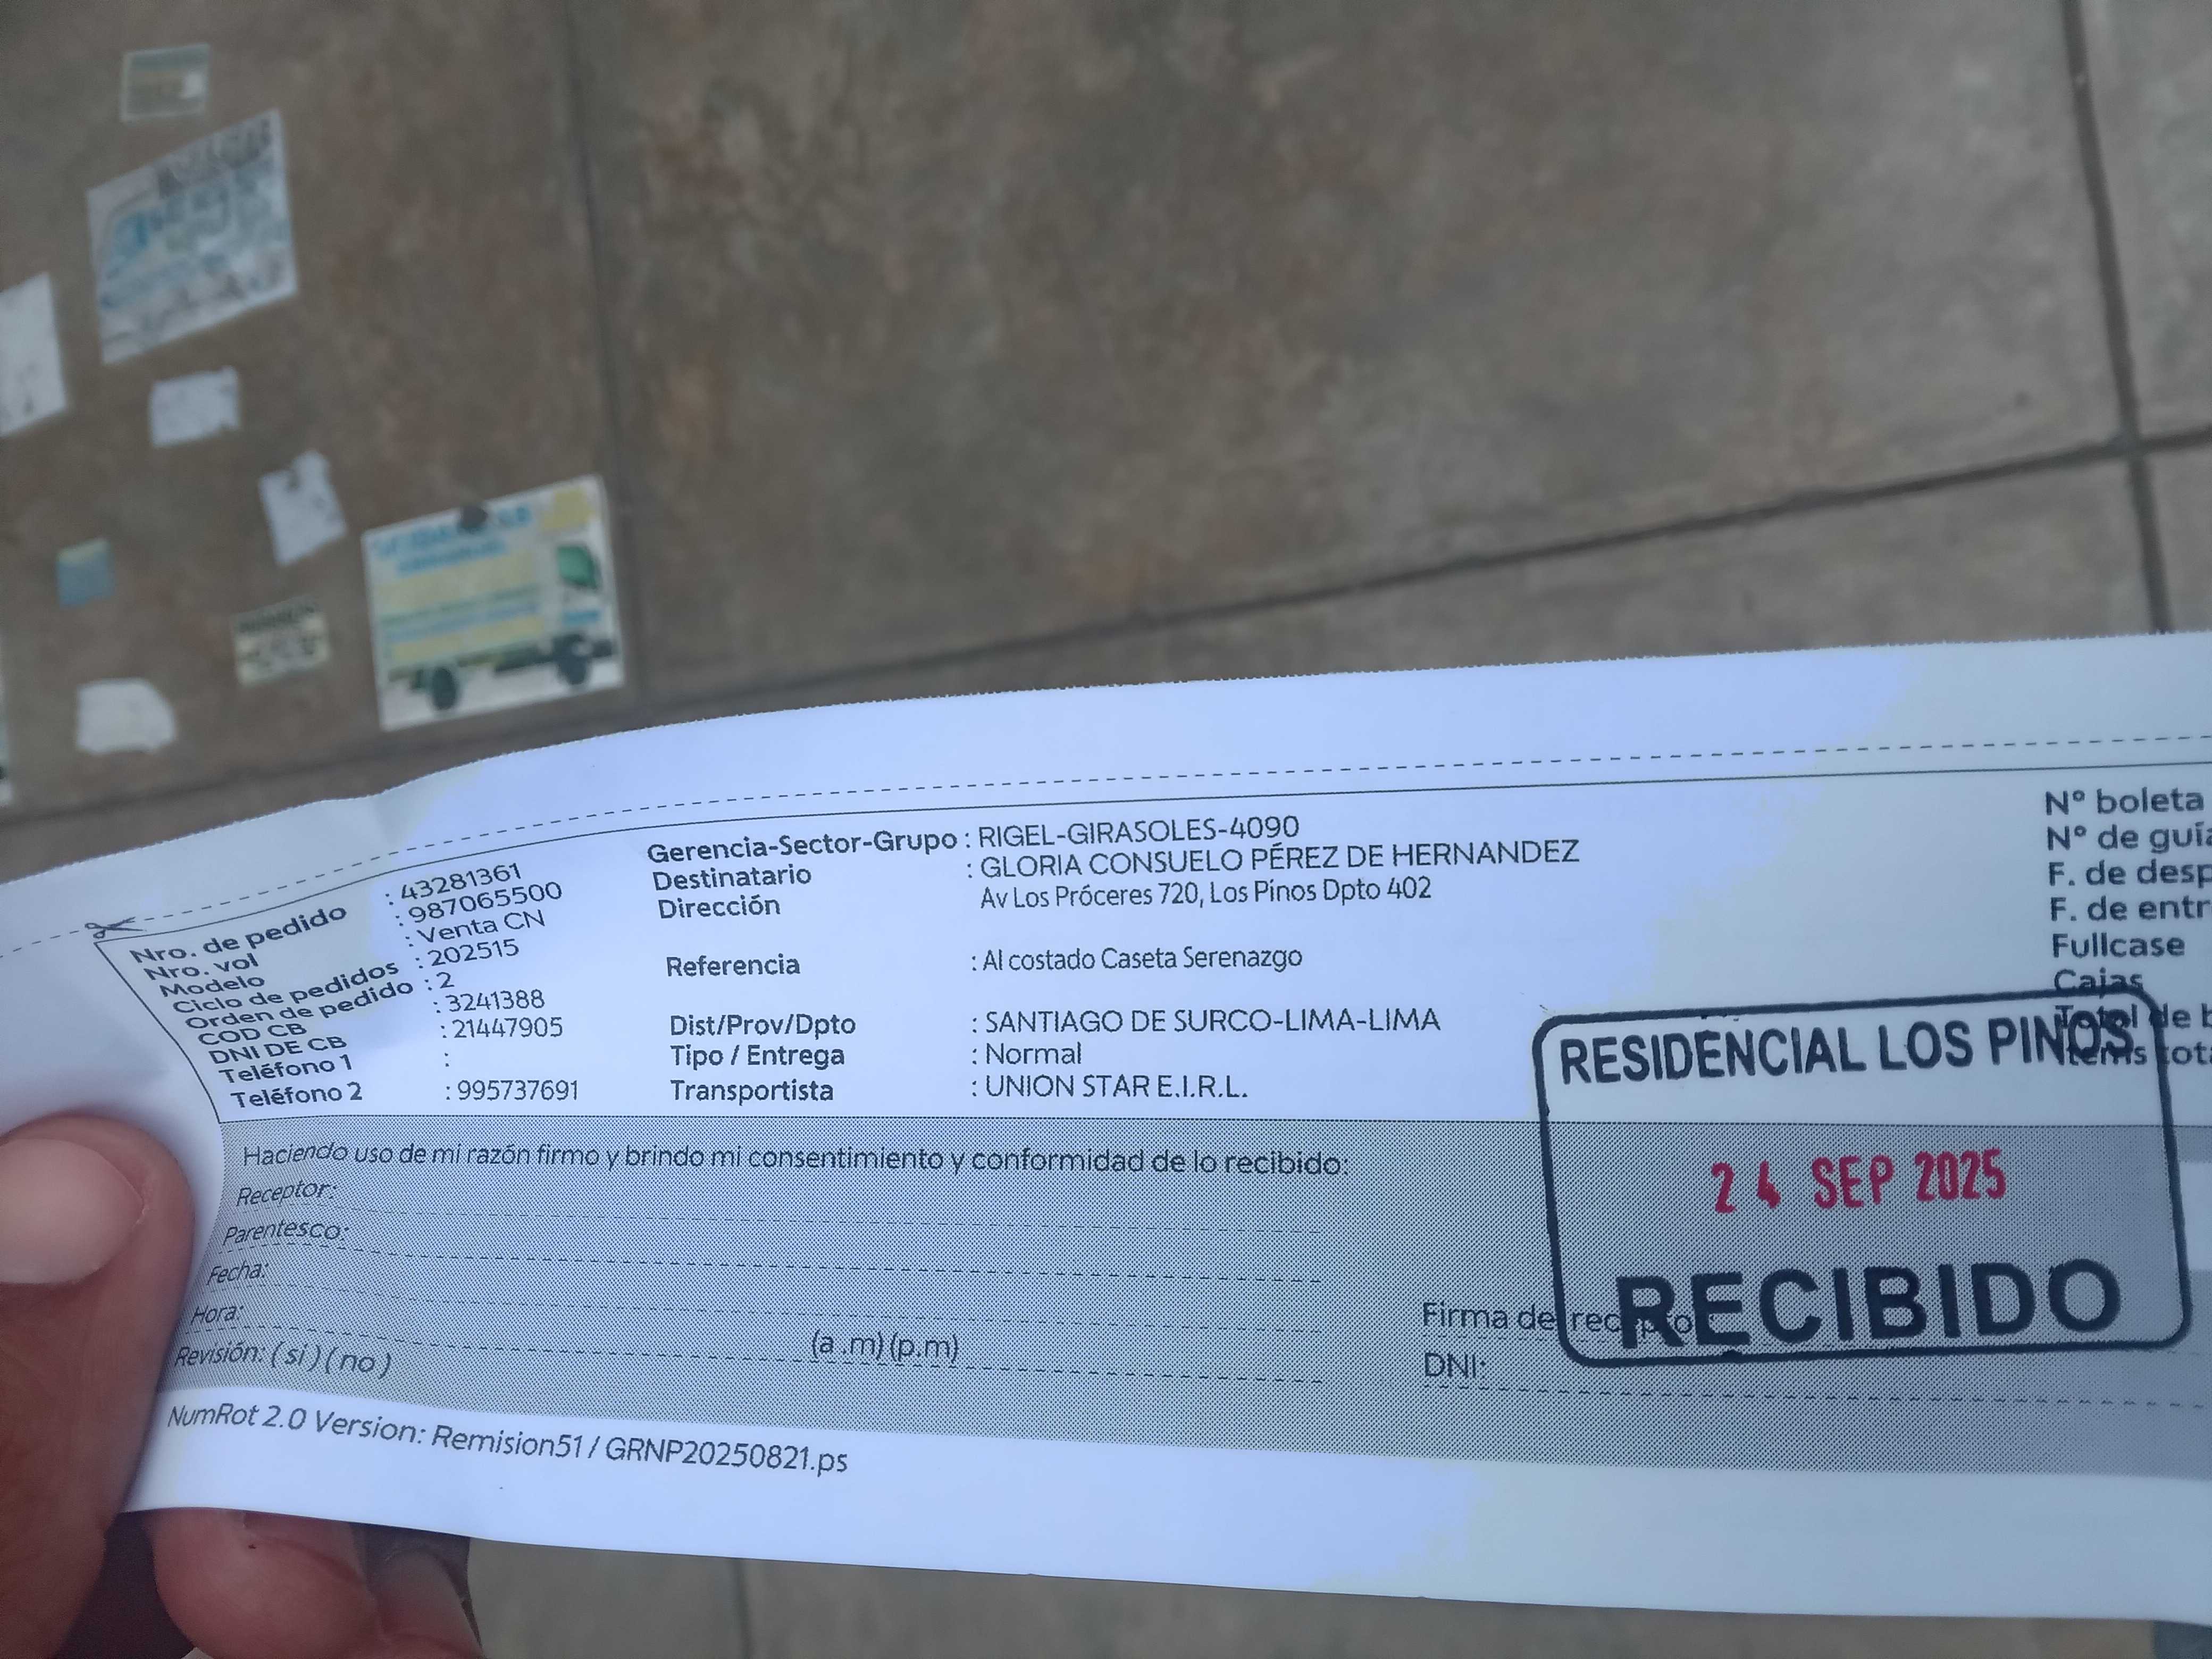 Nro. de pedido : 43281361
Nro. vol : 987065500
Modelo : Venta CN
Ciclo de pedidos : 202515
Orden de pedido : 2
COD CB : 3241388
DNI DE CB : 21447905
Teléfono 1 :
Teléfono 2 : 995737691
Gerencia-Sector-Grupo : RIGEL-GIRASOLES-4090
Destinatario : GLORIA CONSUELO PÉREZ DE HERNANDEZ
Dirección Av Los Próceres 720, Los Pinos Dpto 402
Referencia : Al costado Caseta Serenazgo
Dist/Prov/Dpto : SANTIAGO DE SURCO-LIMA-LIMA
Tipo / Entrega : Normal
Transportista : UNION STAR E.I.R.L.
N° boleta
N° de guía
F. de desp
F. de entr
Fullcase
Cajas
Total de b
Items tot
RESIDENCIAL LOS PINOS
24 SEP 2025
RECIBIDO
Haciendo uso de mi razón firmo y brindo mi consentimiento y conformidad de lo recibido:
Receptor:
Parentesco:
Fecha:
Hora: (a .m) (p.m)
Revisión: ( si ) ( no )
Firma del receptor
DNI:
NumRot 2.0 Version: Remision51 / GRNP20250821.ps